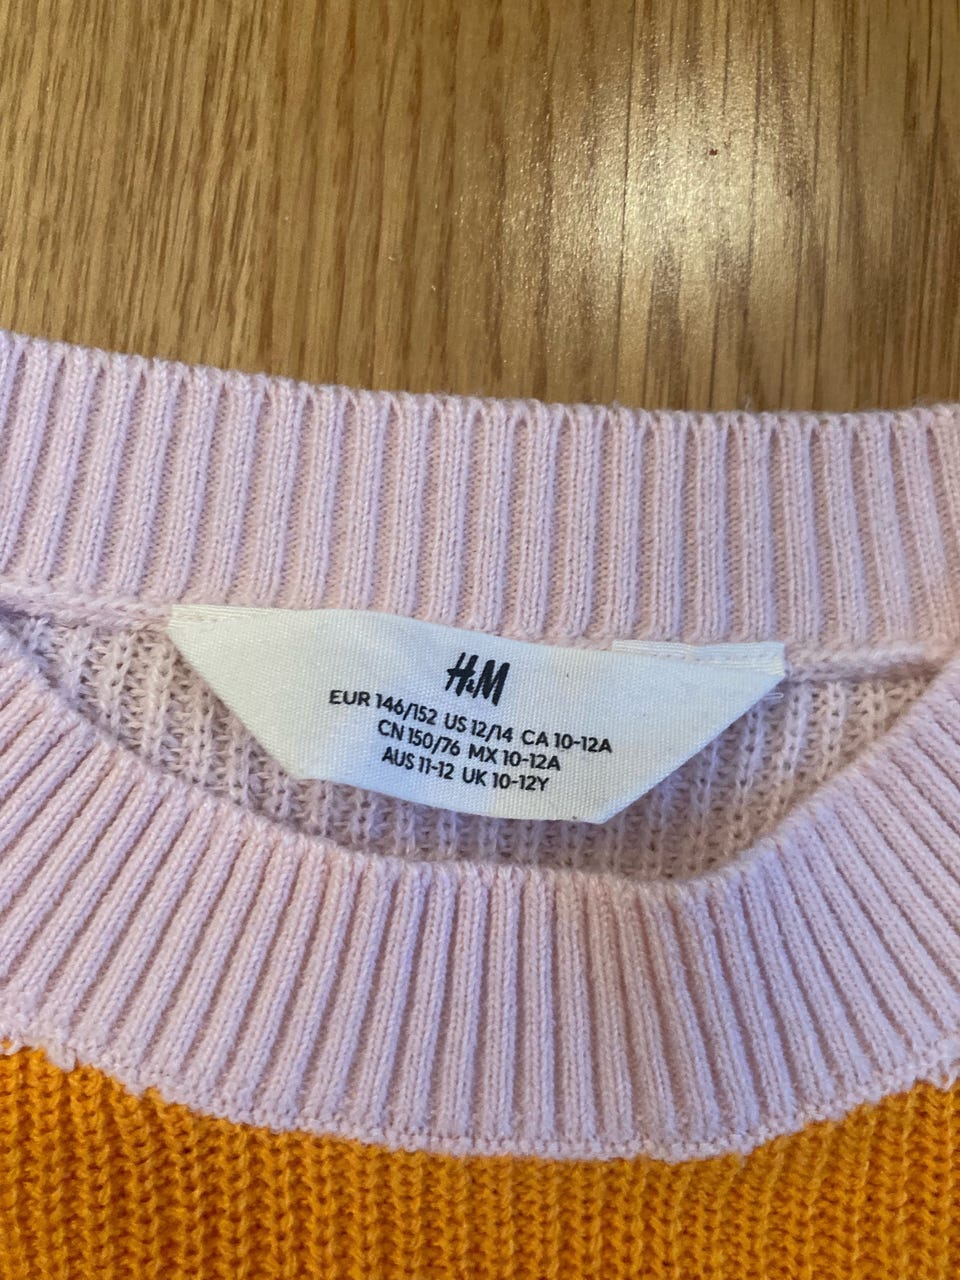 H&M
EUR 146/152 US 12/14 CA 10-12A
CN 150/76 MX 10-12A
AUS 11-12 UK 10-12Y